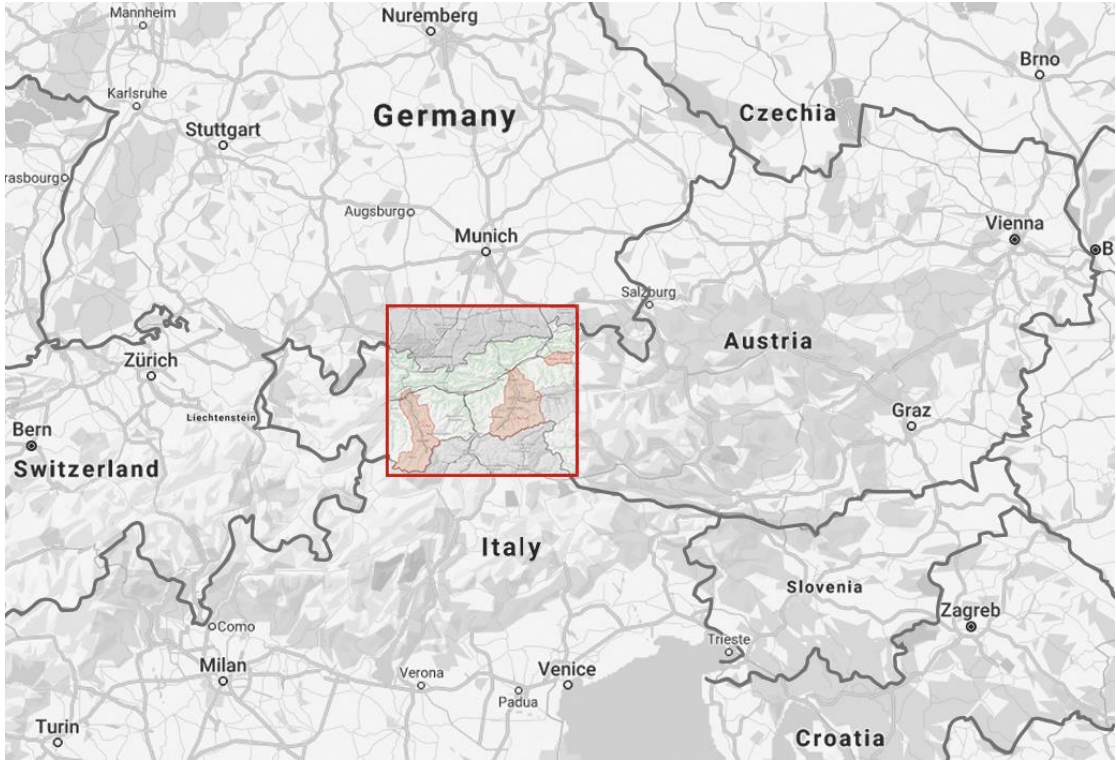 Mannheim
Nuremberg
Brno
Karlsruhe
Germany
Czechia
Stuttgart
rasbourg
Augsburg
Munich
Vienna
B
Salzburg
Austria
Zürich
Liechtenstein
Graz
Bern
Switzerland
Italy
Slovenia
Zagreb
Como
Trieste
Milan
Verona
Venice
Padua
Turin
Croatia